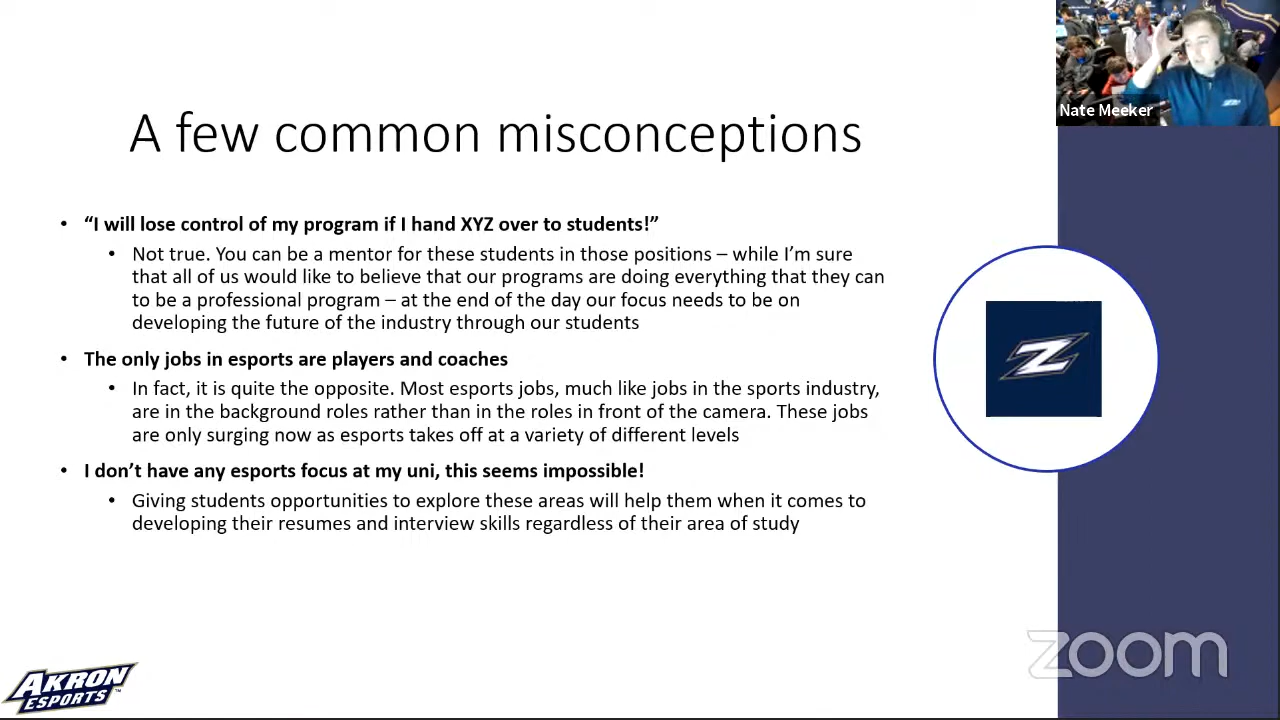 Nate Meeker
A few common misconceptions
• “I will lose control of my program if I hand XYZ over to students!”
• Not true. You can be a mentor for these students in those positions – while I’m sure
that all of us would like to believe that our programs are doing everything that they can
to be a professional program – at the end of the day our focus needs to be on
developing the future of the industry through our students
• The only jobs in esports are players and coaches
• In fact, it is quite the opposite. Most esports jobs, much like jobs in the sports industry,
are in the background roles rather than in the roles in front of the camera. These jobs
are only surging now as esports takes off at a variety of different levels
• I don’t have any esports focus at my uni, this seems impossible!
• Giving students opportunities to explore these areas will help them when it comes to
developing their resumes and interview skills regardless of their area of study
Z
zoom
AKRON
ESPORTS™